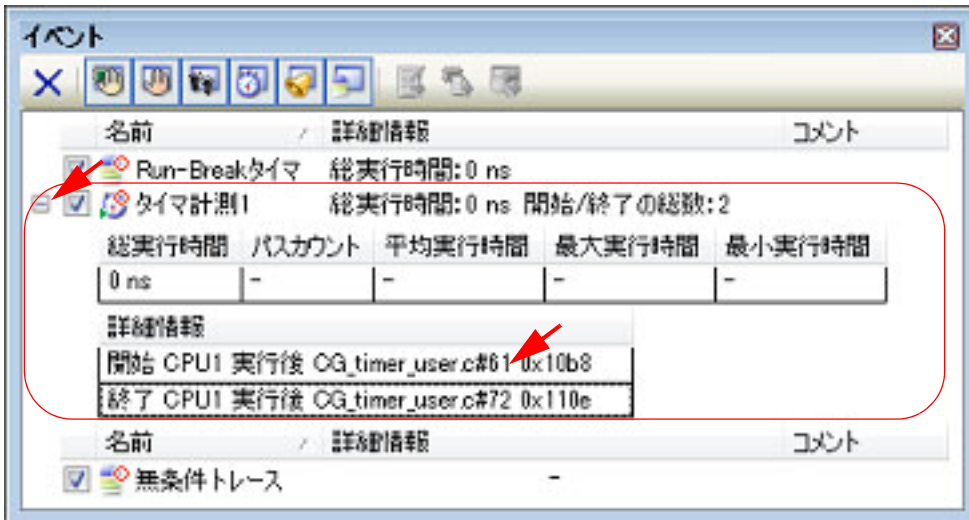 イベント
名前 詳細情報 コメント
Run-Breakタイマ 総実行時間:0 ns
タイマ計測1 総実行時間:0 ns 開始/終了の総数:2
総実行時間 パスカウント 平均実行時間 最大実行時間 最小実行時間
0 ns - - - -
詳細情報
開始 CPU1 実行後 CG_timer_user.c#61 0x10b8
終了 CPU1 実行後 CG_timer_user.c#72 0x110e
名前 詳細情報 コメント
無条件トレース -